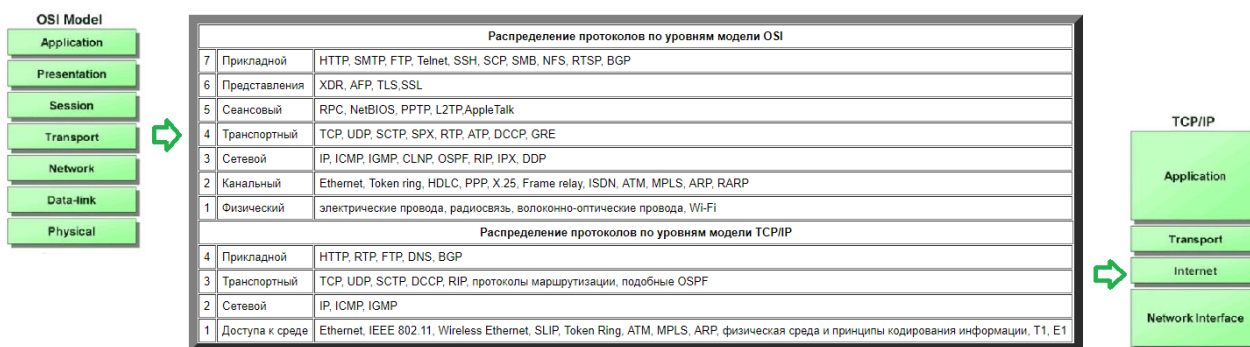 OSI Model
Application
Presentation
Session
Transport
Network
Data-link
Physical
Распределение протоколов по уровням модели OSI
7 Прикладной HTTP, SMTP, FTP, Telnet, SSH, SCP, SMB, NFS, RTSP, BGP
6 Представления XDR, AFP, TLS,SSL
5 Сеансовый RPC, NetBIOS, PPTP, L2TP,AppleTalk
4 Транспортный TCP, UDP, SCTP, SPX, RTP, ATP, DCCP, GRE
3 Сетевой IP, ICMP, IGMP, CLNP, OSPF, RIP, IPX, DDP
2 Канальный Ethernet, Token ring, HDLC, PPP, X.25, Frame relay, ISDN, ATM, MPLS, ARP, RARP
1 Физический электрические провода, радиосвязь, волоконно-оптические провода, Wi-Fi
Распределение протоколов по уровням модели TCP/IP
4 Прикладной HTTP, RTP, FTP, DNS, BGP
3 Транспортный TCP, UDP, SCTP, DCCP, RIP, протоколы маршрутизации, подобные OSPF
2 Сетевой IP, ICMP, IGMP
1 Доступа к среде Ethernet, IEEE 802.11, Wireless Ethernet, SLIP, Token Ring, ATM, MPLS, ARP, физическая среда и принципы кодирования информации, T1, E1
TCP/IP
Application
Transport
Internet
Network Interface